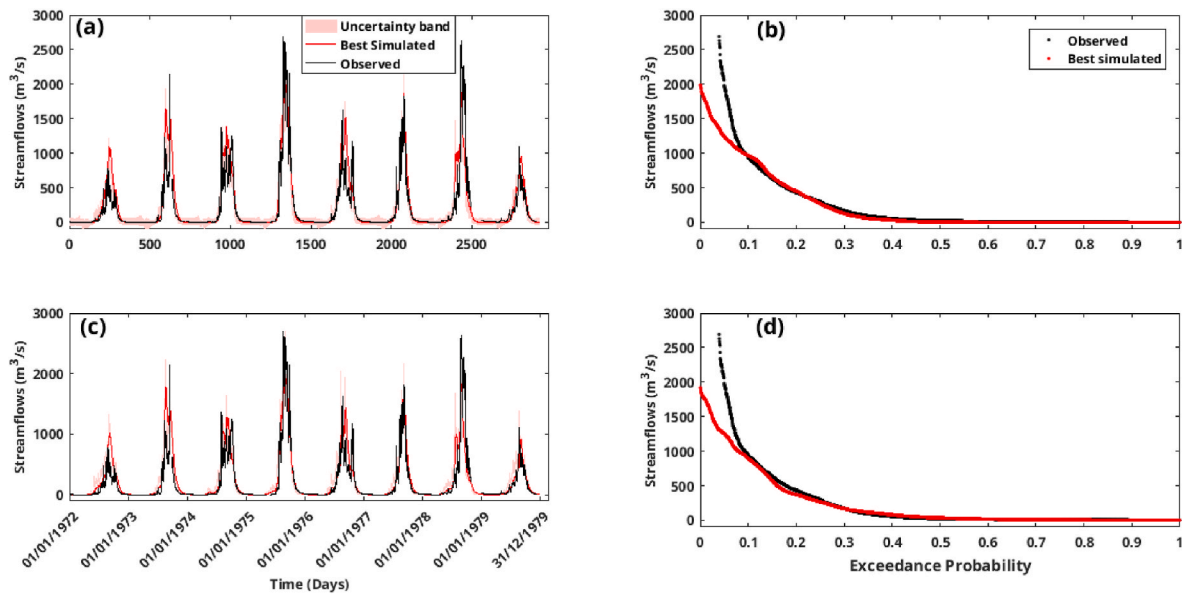 (a)
Uncertainty band
Best Simulated
Observed
3000
2500
2000
1500
1000
500
0
Streamflows (m³/s)
0 500 1000 1500 2000 2500
(b)
Observed
Best simulated
3000
2500
2000
1500
1000
500
0
Streamflows (m³/s)
0 0.1 0.2 0.3 0.4 0.5 0.6 0.7 0.8 0.9 1
(c)
3000
2000
1000
0
Streamflows (m³/s)
01/01/1972 01/01/1973 01/01/1974 01/01/1975 01/01/1976 01/01/1977 01/01/1978 01/01/1979 31/12/1979
Time (Days)
(d)
3000
2500
2000
1500
1000
500
0
Streamflows (m³/s)
0 0.1 0.2 0.3 0.4 0.5 0.6 0.7 0.8 0.9 1
Exceedance Probability